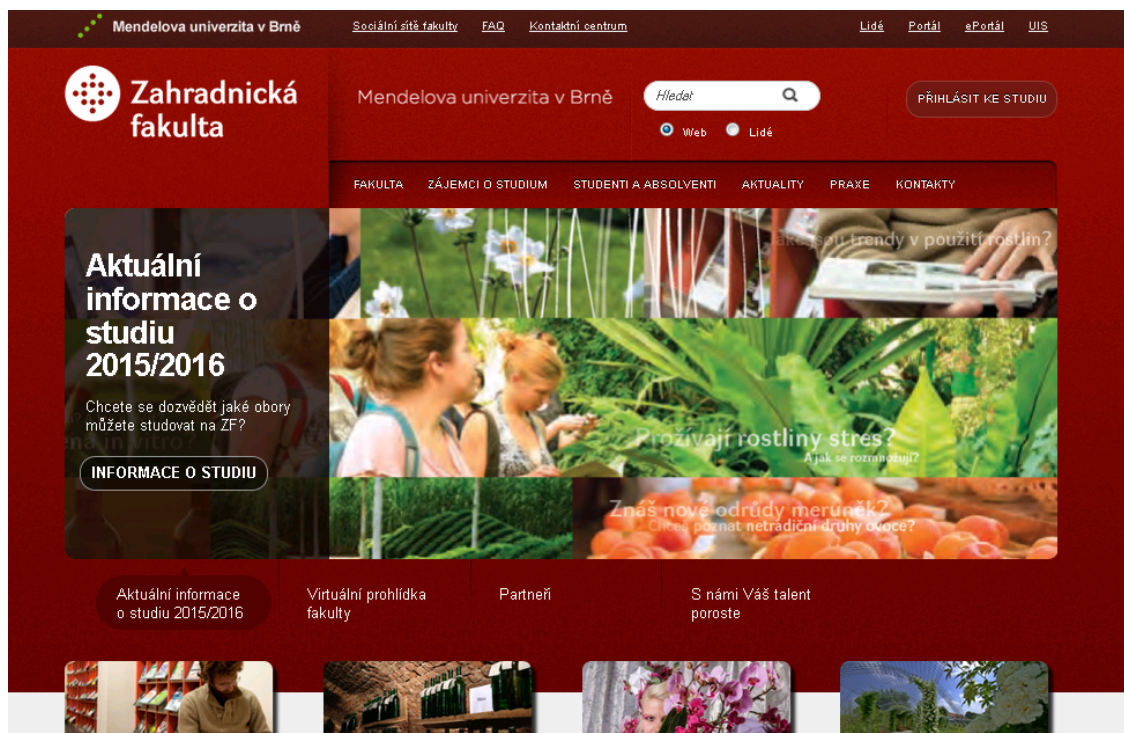 Mendelova univerzita v Brně
Sociální sítě fakulty FAQ Kontaktní centrum
Lidé Portál ePortál UIS
Zahradnická
fakulta
Mendelova univerzita v Brně
Hledat
Web Lidé
PŘIHLÁSIT KE STUDIU
FAKULTA ZÁJEMCI O STUDIUM STUDENTI A ABSOLVENTI AKTUALITY PRAXE KONTAKTY
Aktuální
informace o
studiu
2015/2016
Chcete se dozvědět jaké obory
můžete studovat na ZF?
INFORMACE O STUDIU
Jaké jsou trendy v použití rostlin?
in vitro?
Prožívají rostliny stres?
A jak se rozmnožují?
Znáš nové odrůdy meruněk?
Chceš poznat netradiční druhy ovoce?
Aktuální informace
o studiu 2015/2016
Virtuální prohlídka
fakulty
Partneři
S námi Váš talent
poroste